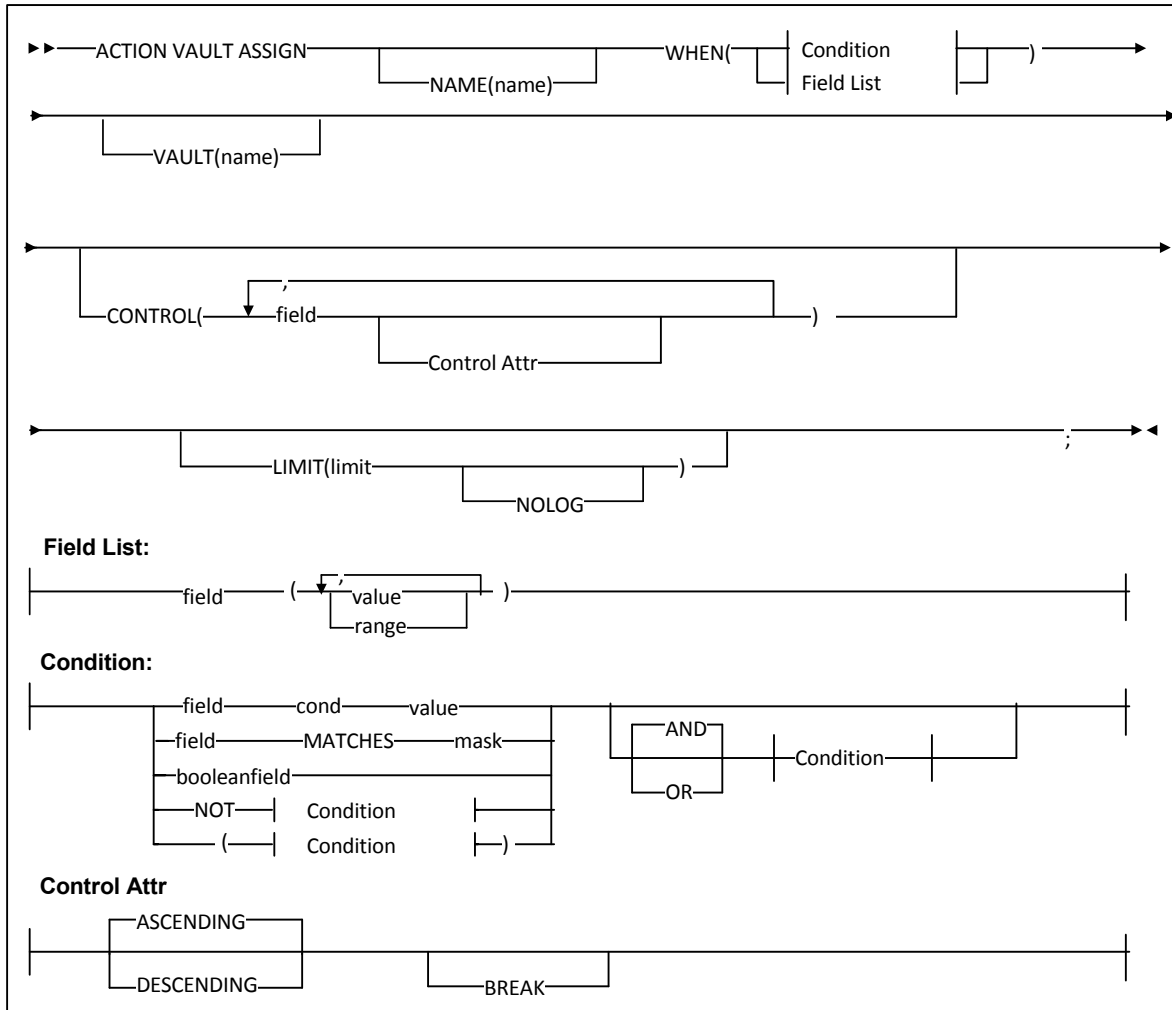 ACTION VAULT ASSIGN WHEN( Condition )
NAME(name) Field List
VAULT(name)
,
CONTROL( field )
Control Attr
LIMIT(limit ) ;
NOLOG
Field List:
,
field ( value )
range
Condition:
field cond value
AND
field MATCHES mask
Condition
booleanfield
OR
NOT Condition
( Condition )
Control Attr
ASCENDING
DESCENDING BREAK